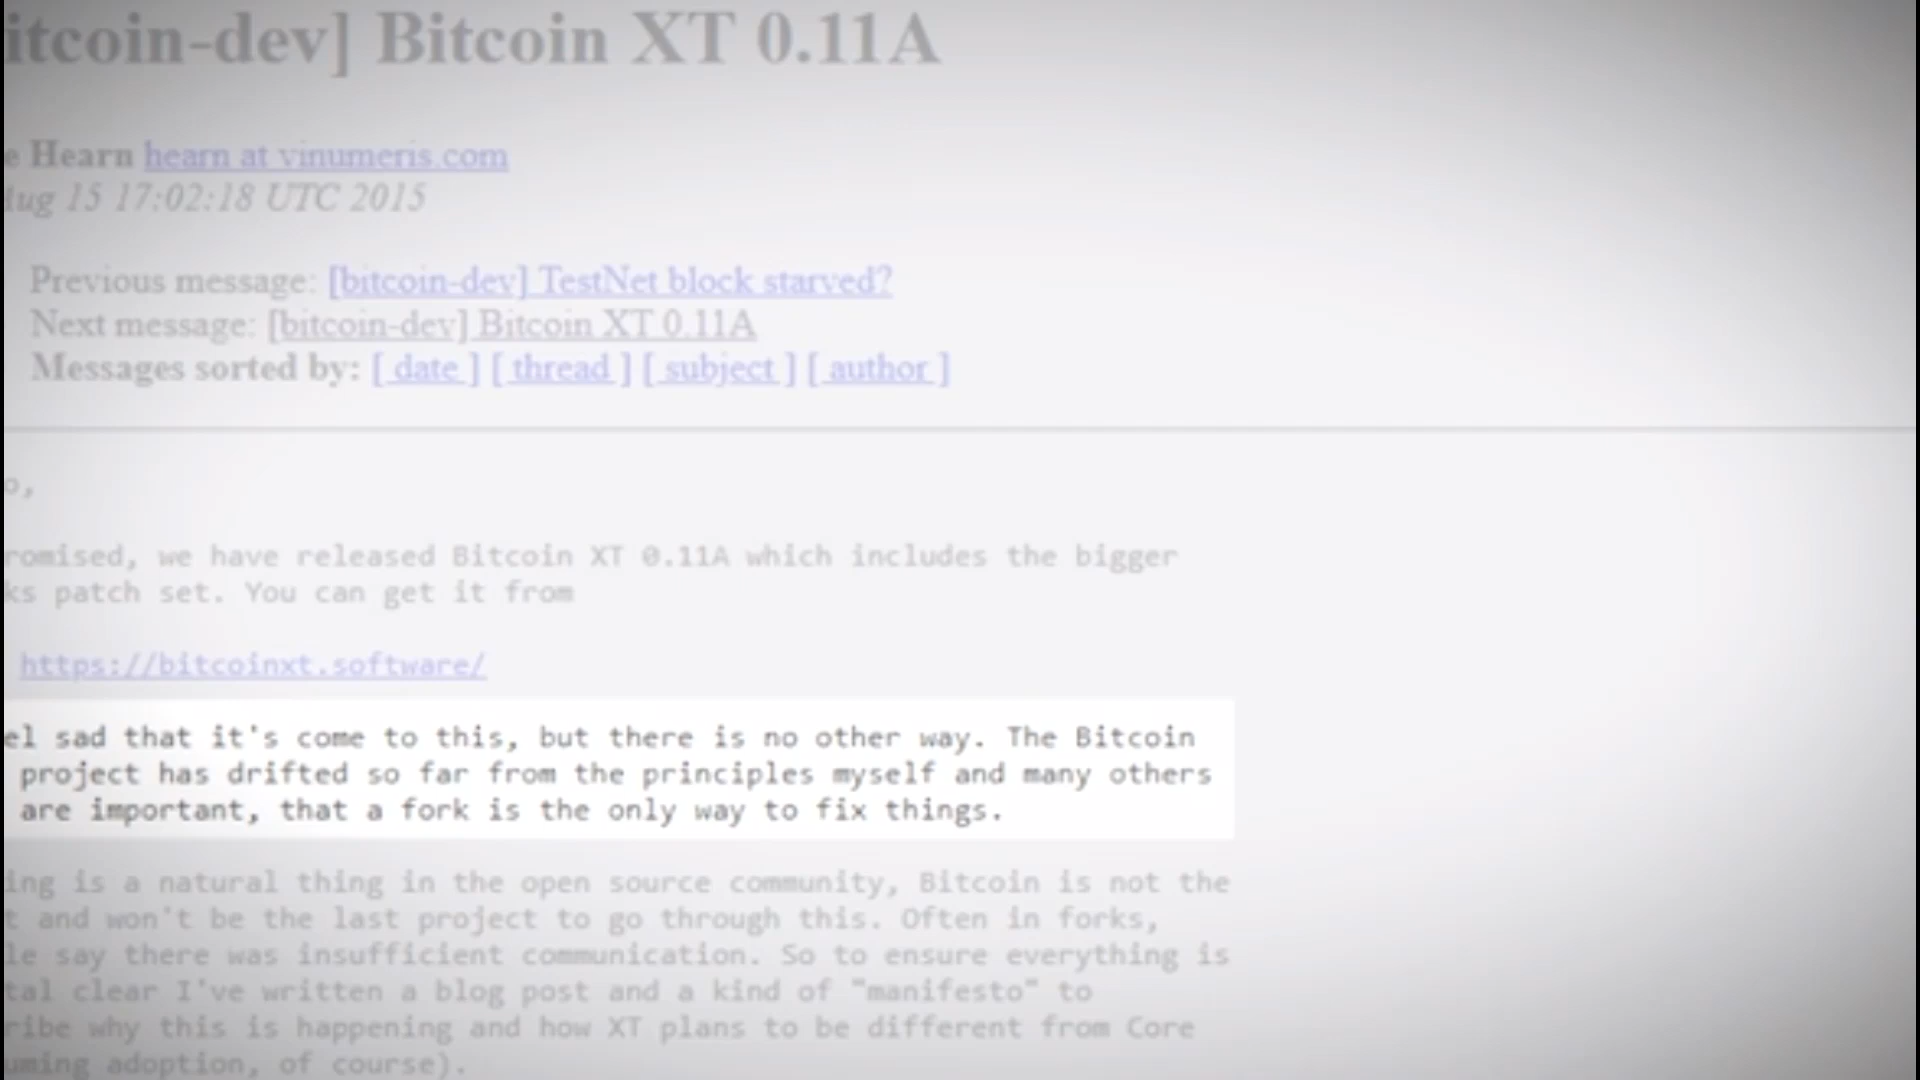 itcoin-dev] Bitcoin XT 0.11A
e Hearn hearn at vinumeris.com
Aug 15 17:02:18 UTC 2015
Previous message: [bitcoin-dev] TestNet block starved?
Next message: [bitcoin-dev] Bitcoin XT 0.11A
Messages sorted by: [ date ] [ thread ] [ subject ] [ author ]
o,
romised, we have released Bitcoin XT 0.11A which includes the bigger
ks patch set. You can get it from
https://bitcoinxt.software/
el sad that it's come to this, but there is no other way. The Bitcoin
project has drifted so far from the principles myself and many others
are important, that a fork is the only way to fix things.
ing is a natural thing in the open source community, Bitcoin is not the
t and won't be the last project to go through this. Often in forks,
le say there was insufficient communication. So to ensure everything is
tal clear I've written a blog post and a kind of "manifesto" to
ribe why this is happening and how XT plans to be different from Core
uming adoption, of course).